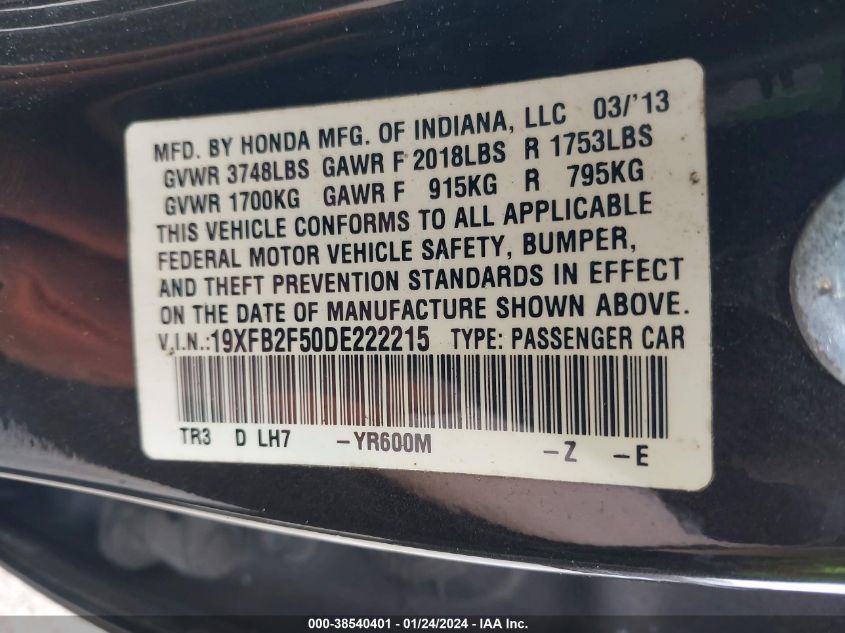 MFD. BY HONDA MFG. OF INDIANA, LLC 03/'13
GVWR 3748LBS GAWR F 2018LBS R 1753LBS
GVWR 1700KG GAWR F 915KG R 795KG
THIS VEHICLE CONFORMS TO ALL APPLICABLE
FEDERAL MOTOR VEHICLE SAFETY, BUMPER,
AND THEFT PREVENTION STANDARDS IN EFFECT
ON THE DATE OF MANUFACTURE SHOWN ABOVE.
V.I.N.:19XFB2F50DE222215 TYPE: PASSENGER CAR
TR3 D LH7 -YR600M -Z -E
000-38540401 - 01/24/2024 - IAA Inc.